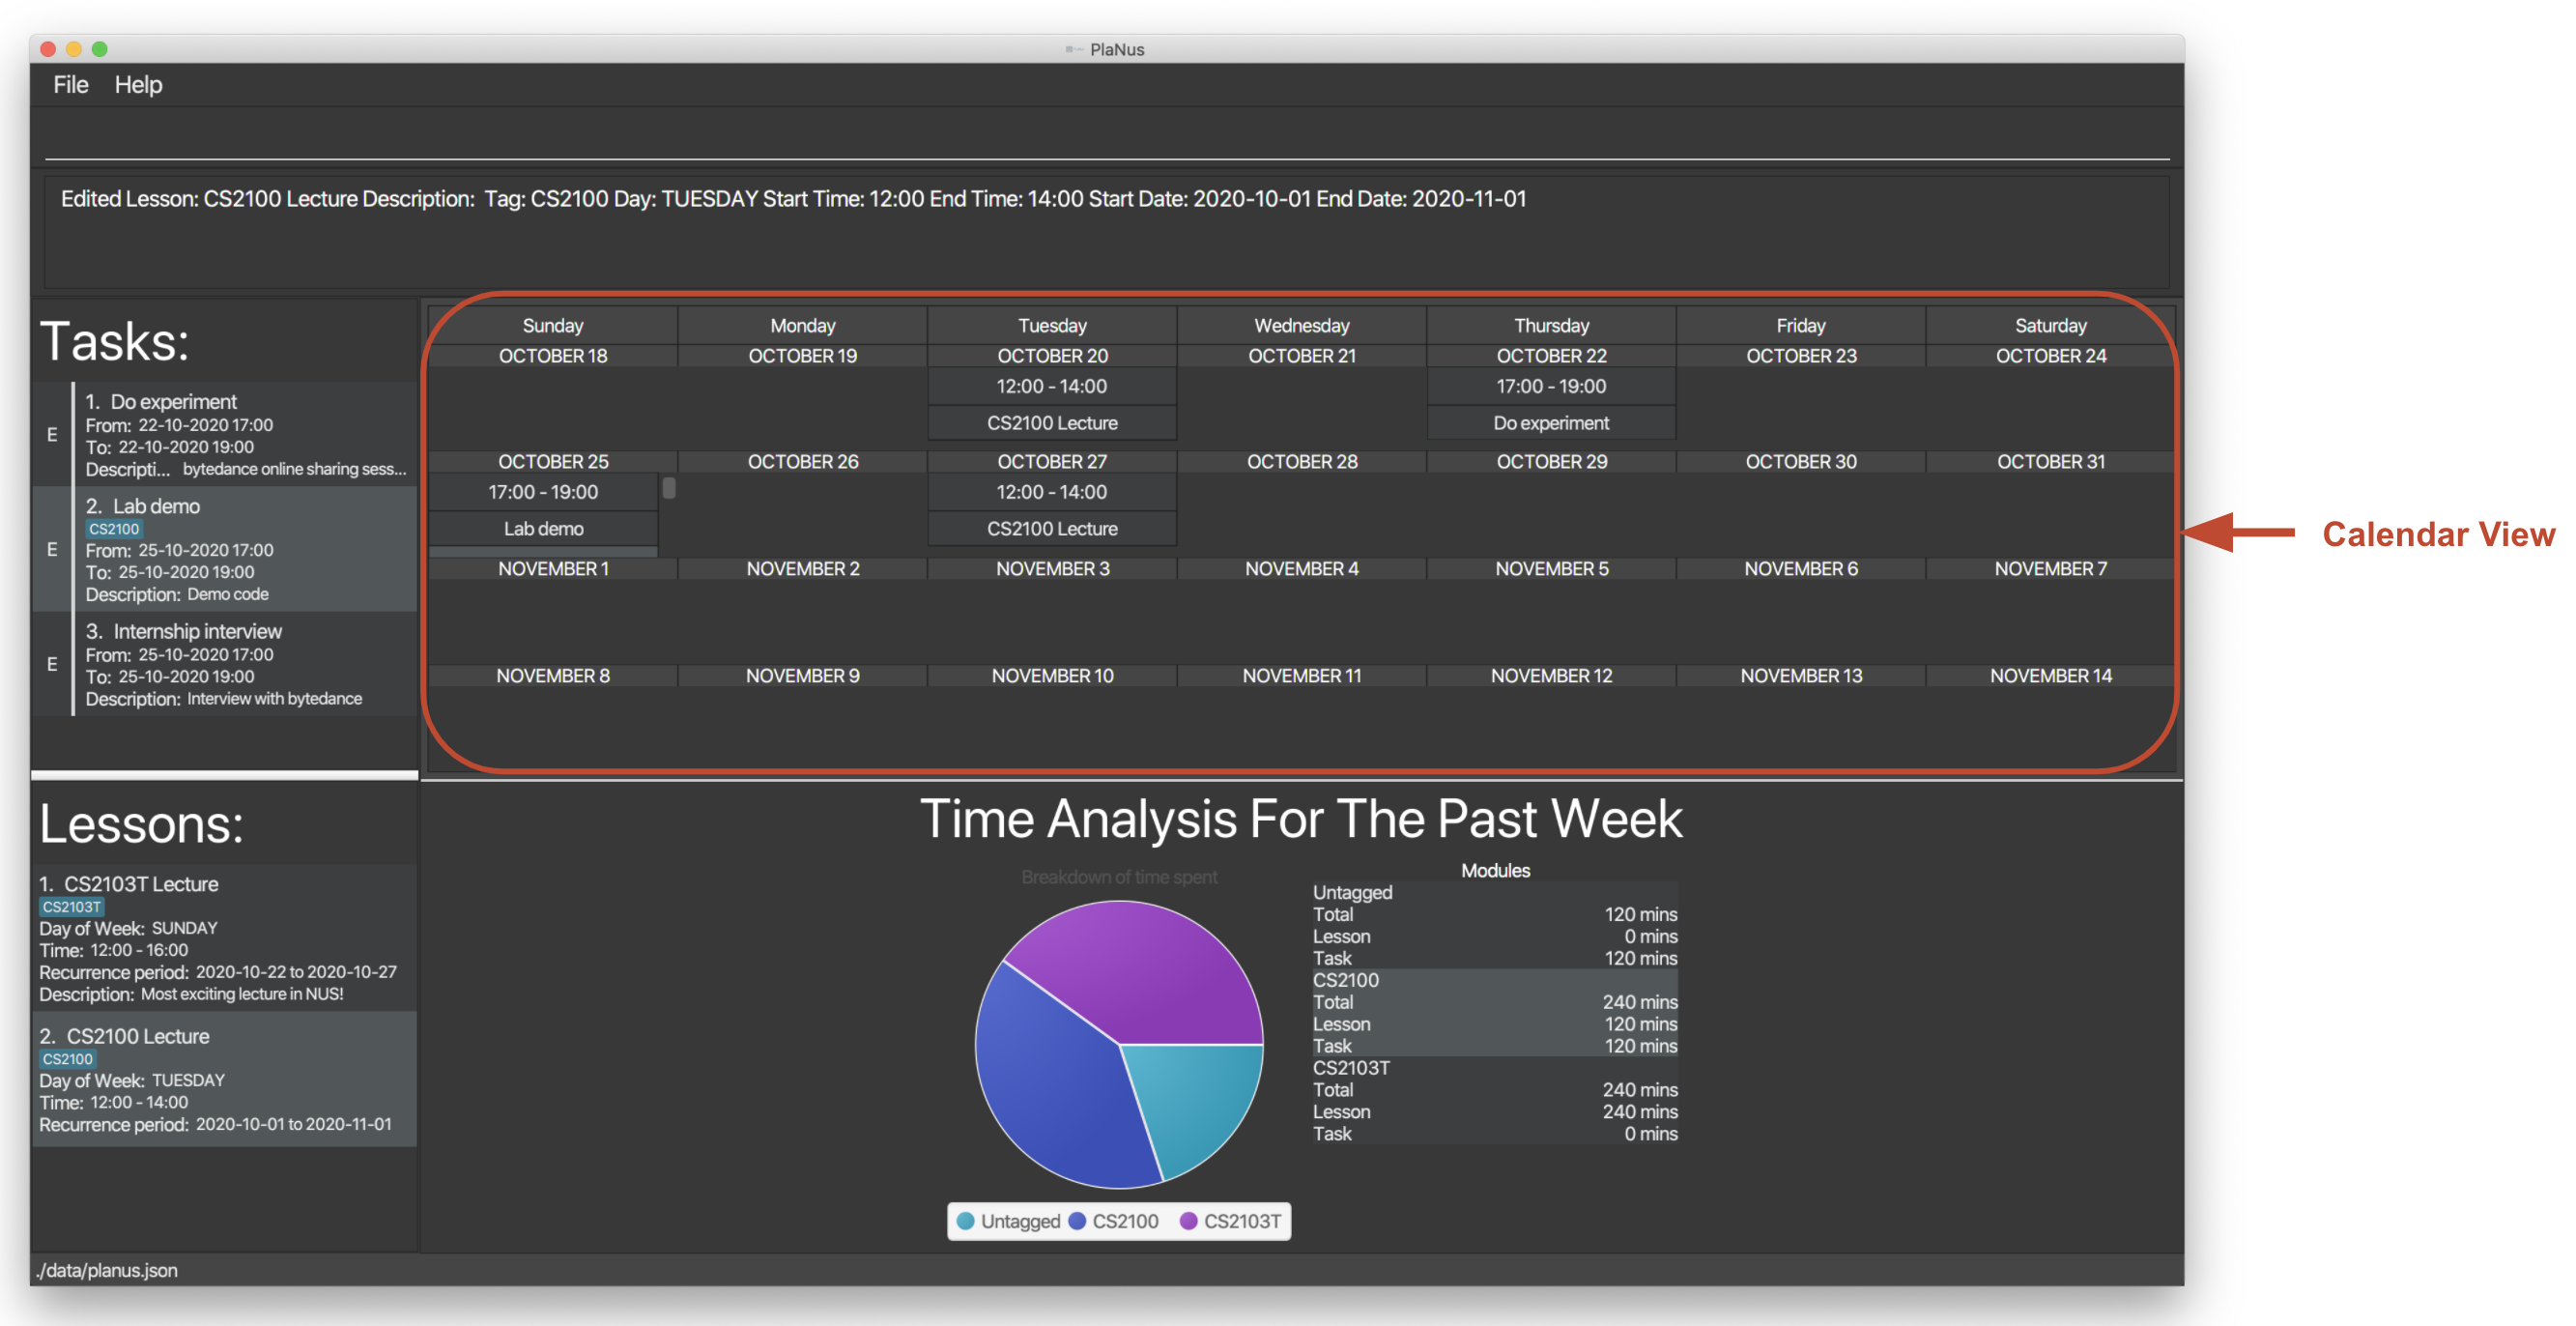 PlaNus
File Help
Edited Lesson: CS2100 Lecture Description: Tag: CS2100 Day: TUESDAY Start Time: 12:00 End Time: 14:00 Start Date: 2020-10-01 End Date: 2020-11-01
Tasks:
E
1. Do experiment
From: 22-10-2020 17:00
To: 22-10-2020 19:00
Descripti... bytedance online sharing sess...
E
2. Lab demo
CS2100
From: 25-10-2020 17:00
To: 25-10-2020 19:00
Description: Demo code
E
3. Internship interview
From: 25-10-2020 17:00
To: 25-10-2020 19:00
Description: Interview with bytedance
Sunday Monday Tuesday Wednesday Thursday Friday Saturday
OCTOBER 18 OCTOBER 19 OCTOBER 20 OCTOBER 21 OCTOBER 22 OCTOBER 23 OCTOBER 24
12:00 - 14:00 17:00 - 19:00
CS2100 Lecture Do experiment
OCTOBER 25 OCTOBER 26 OCTOBER 27 OCTOBER 28 OCTOBER 29 OCTOBER 30 OCTOBER 31
17:00 - 19:00 12:00 - 14:00
Lab demo CS2100 Lecture
NOVEMBER 1 NOVEMBER 2 NOVEMBER 3 NOVEMBER 4 NOVEMBER 5 NOVEMBER 6 NOVEMBER 7
NOVEMBER 8 NOVEMBER 9 NOVEMBER 10 NOVEMBER 11 NOVEMBER 12 NOVEMBER 13 NOVEMBER 14
Calendar View
Lessons:
1. CS2103T Lecture
CS2103T
Day of Week: SUNDAY
Time: 12:00 - 16:00
Recurrence period: 2020-10-22 to 2020-10-27
Description: Most exciting lecture in NUS!
2. CS2100 Lecture
CS2100
Day of Week: TUESDAY
Time: 12:00 - 14:00
Recurrence period: 2020-10-01 to 2020-11-01
Time Analysis For The Past Week
Breakdown of time spent
Untagged CS2100 CS2103T
Modules
Untagged
Total 120 mins
Lesson 0 mins
Task 120 mins
CS2100
Total 240 mins
Lesson 120 mins
Task 120 mins
CS2103T
Total 240 mins
Lesson 240 mins
Task 0 mins
./data/planus.json